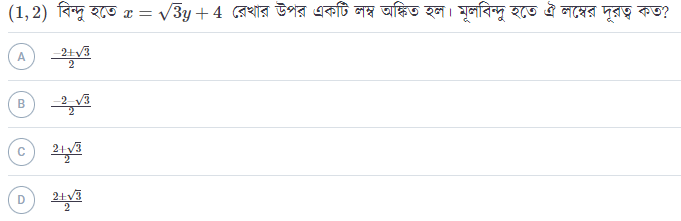 (1, 2) বিন্দু হতে x = √3y + 4 রেখার উপর একটি লম্ব অঙ্কিত হল। মূলবিন্দু হতে ঐ লম্বের দূরত্ব কত?
A (−2+√3)/2
B (−2−√3)/2
C (2+√3)/2
D (2±√3)/2